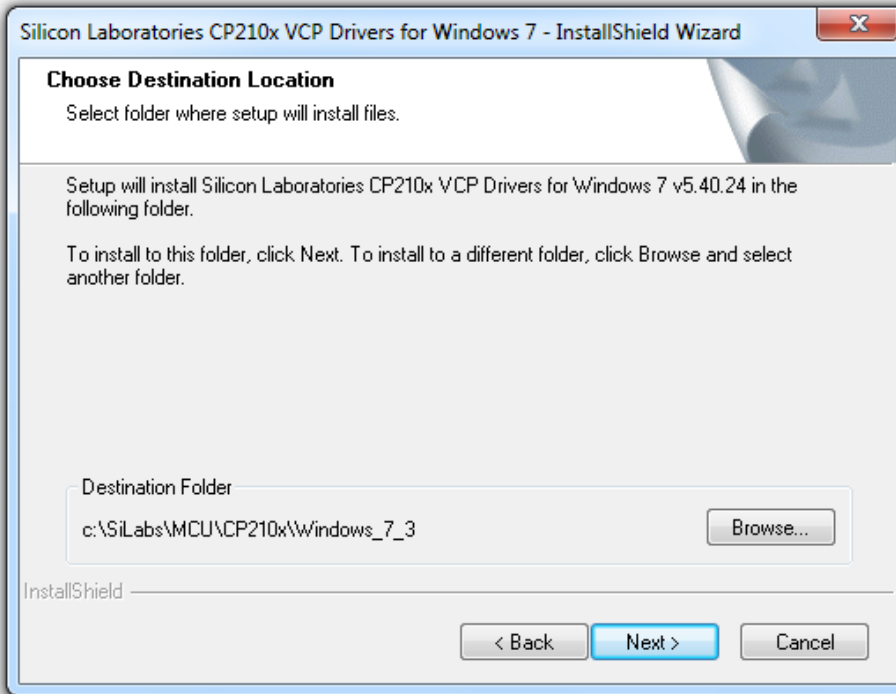 Silicon Laboratories CP210x VCP Drivers for Windows 7 - InstallShield Wizard
Choose Destination Location
Select folder where setup will install files.
Setup will install Silicon Laboratories CP210x VCP Drivers for Windows 7 v5.40.24 in the
following folder.
To install to this folder, click Next. To install to a different folder, click Browse and select
another folder.
Destination Folder
c:\SiLabs\MCU\CP210x\Windows_7_3
Browse...
InstallShield
< Back
Next >
Cancel